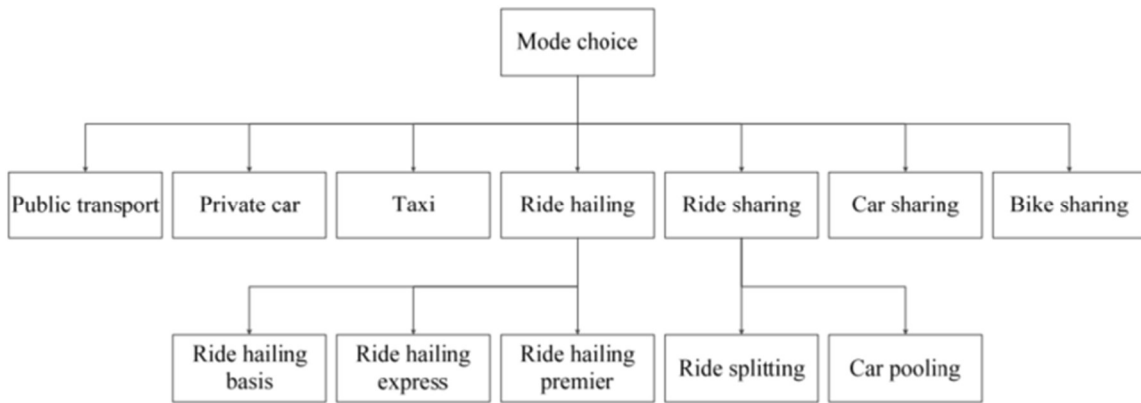 Mode choice
Public transport
Private car
Taxi
Ride hailing
Ride sharing
Car sharing
Bike sharing
Ride hailing
basis
Ride hailing
express
Ride hailing
premier
Ride splitting
Car pooling